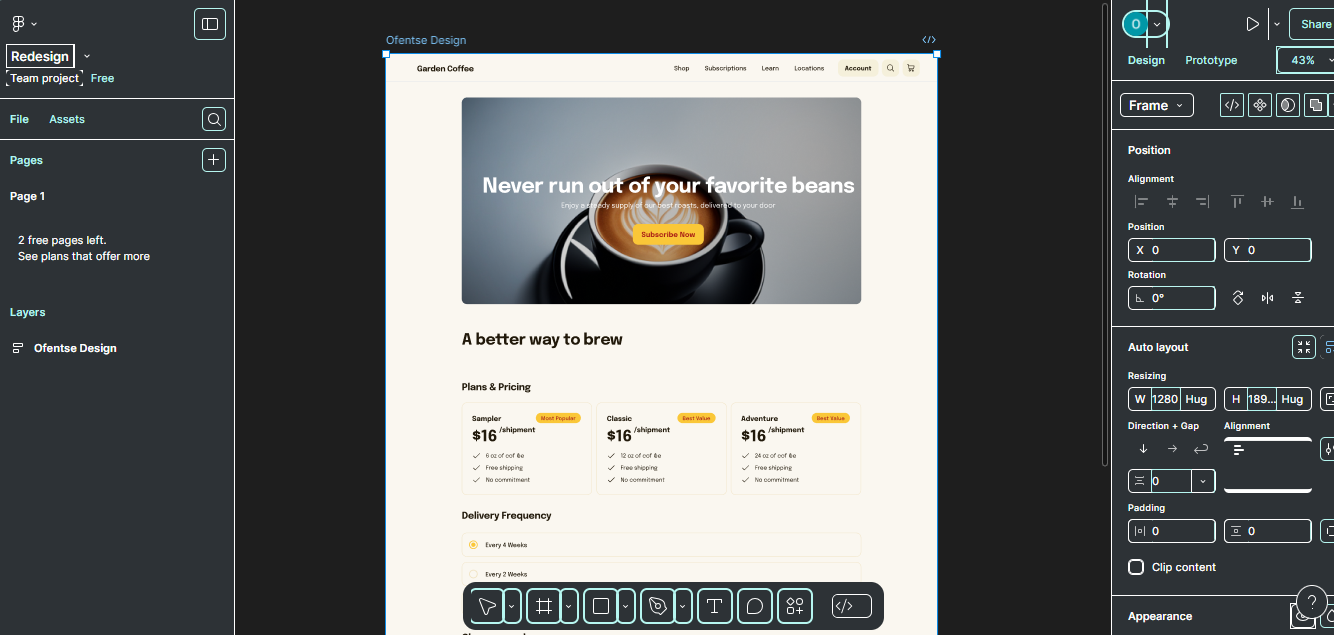 Redesign
Team project Free
File Assets
Pages
Page 1
2 free pages left.
See plans that offer more
Layers
Ofentse Design
Ofentse Design
Garden Coffee
Shop Subscriptions Learn Locations Account
Never run out of your favorite beans
Enjoy a steady supply of our best roasts, delivered to your door
Subscribe Now
A better way to brew
Plans & Pricing
Sampler Most Popular
$16 /shipment
6 oz of coffee
Free shipping
No commitment
Classic Best Value
$16 /shipment
12 oz of coffee
Free shipping
No commitment
Adventure Best Value
$16 /shipment
24 oz of coffee
Free shipping
No commitment
Delivery Frequency
Every 4 Weeks
Every 2 Weeks
O Share
Design Prototype 43%
Frame
Position
Alignment
Position
X 0 Y 0
Rotation
0°
Auto layout
Resizing
W 1280 Hug H 189... Hug
Direction + Gap Alignment
0
Padding
0 0
Clip content
Appearance
?